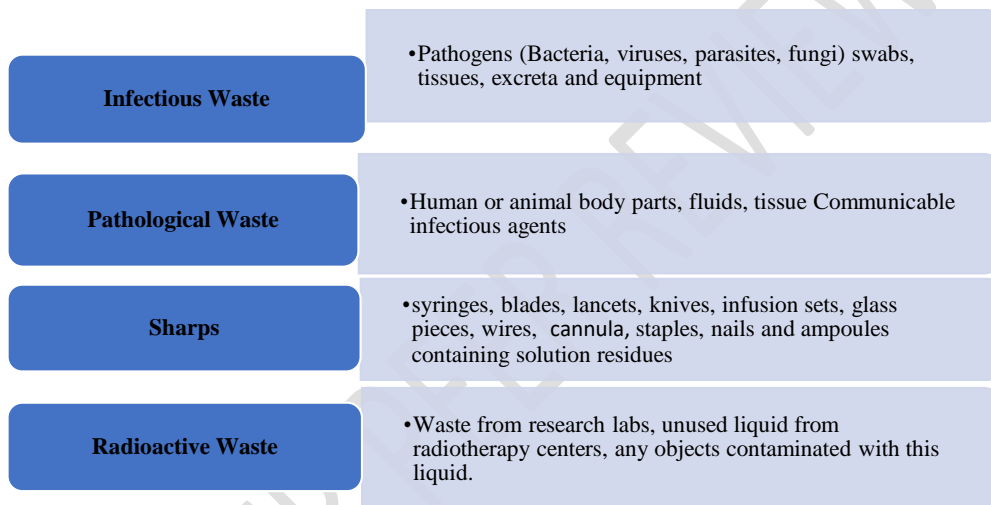 Infectious Waste
•Pathogens (Bacteria, viruses, parasites, fungi) swabs,
tissues, excreta and equipment
Pathological Waste
•Human or animal body parts, fluids, tissue Communicable
infectious agents
Sharps
•syringes, blades, lancets, knives, infusion sets, glass
pieces, wires, cannula, staples, nails and ampoules
containing solution residues
Radioactive Waste
•Waste from research labs, unused liquid from
radiotherapy centers, any objects contaminated with this
liquid.